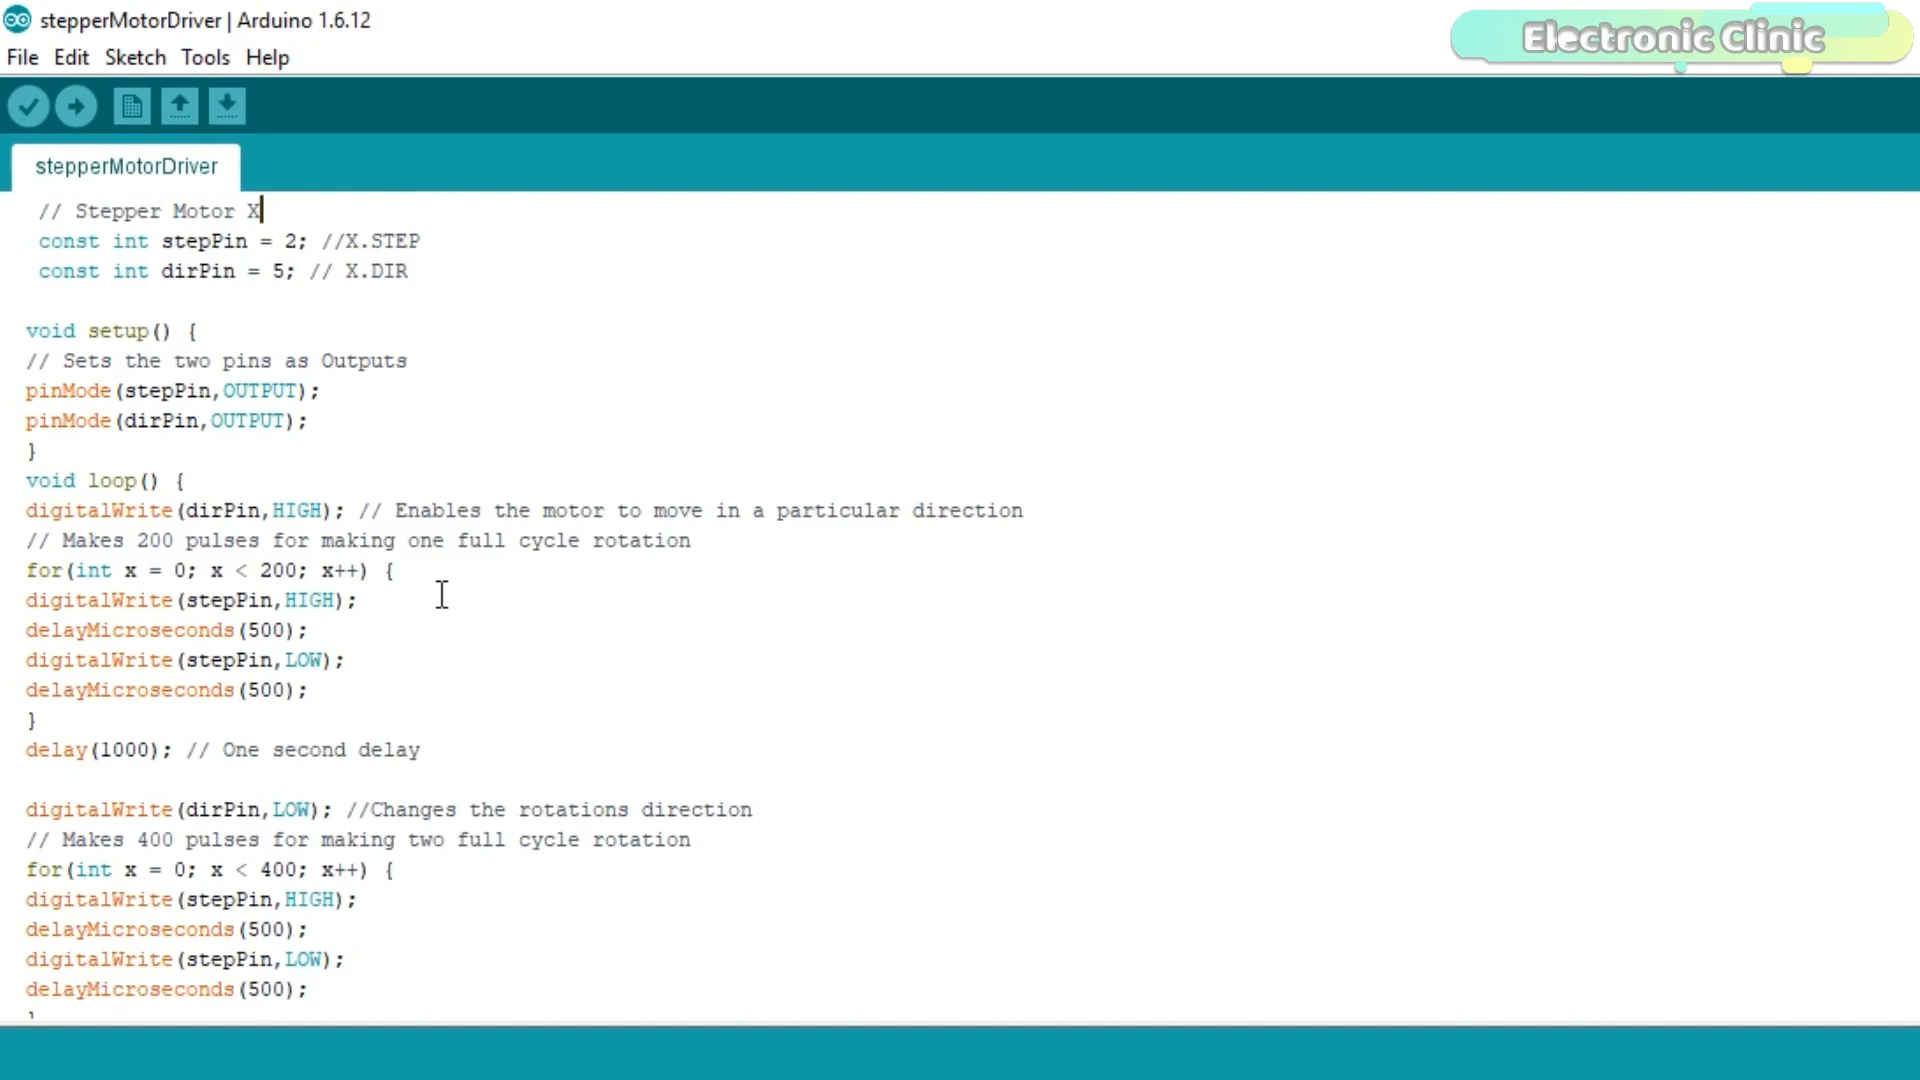 stepperMotorDriver | Arduino 1.6.12
Electronic Clinic
File Edit Sketch Tools Help
stepperMotorDriver
// Stepper Motor X
const int stepPin = 2; //X.STEP
const int dirPin = 5; // X.DIR
void setup() {
// Sets the two pins as Outputs
pinMode(stepPin,OUTPUT);
pinMode(dirPin,OUTPUT);
}
void loop() {
digitalWrite(dirPin,HIGH); // Enables the motor to move in a particular direction
// Makes 200 pulses for making one full cycle rotation
for(int x = 0; x < 200; x++) {
digitalWrite(stepPin,HIGH);
delayMicroseconds(500);
digitalWrite(stepPin,LOW);
delayMicroseconds(500);
}
delay(1000); // One second delay
digitalWrite(dirPin,LOW); //Changes the rotations direction
// Makes 400 pulses for making two full cycle rotation
for(int x = 0; x < 400; x++) {
digitalWrite(stepPin,HIGH);
delayMicroseconds(500);
digitalWrite(stepPin,LOW);
delayMicroseconds(500);